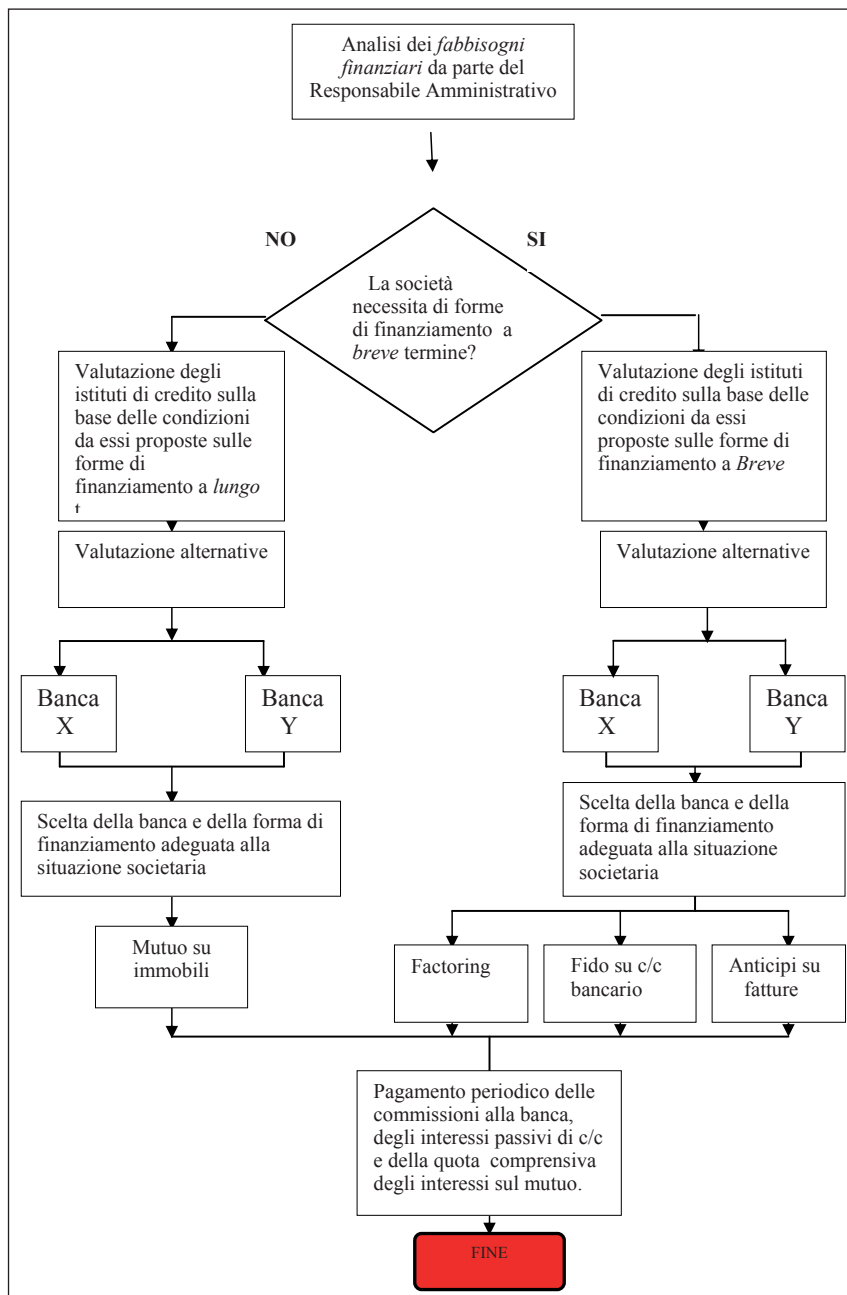 Analisi dei fabbisogni
finanziari da parte del
Responsabile Amministrativo
NO
SI
La società
necessita di forme
di finanziamento a
breve termine?
Valutazione degli
istituti di credito sulla
base delle condizioni
da essi proposte sulle
forme di
finanziamento a lungo
Valutazione degli istituti
di credito sulla base delle
condizioni da essi
proposte sulle forme di
finanziamento a Breve
Valutazione alternative
Valutazione alternative
Banca
X
Banca
Y
Banca
X
Banca
Y
Scelta della banca e della forma di
finanziamento adeguata alla
situazione societaria
Scelta della banca e della
forma di finanziamento
adeguata alla situazione
societaria
Mutuo su
immobili
Factoring
Fido su c/c
bancario
Anticipi su
fatture
Pagamento periodico delle
commissioni alla banca,
degli interessi passivi di c/c
e della quota comprensiva
degli interessi sul mutuo.
FINE